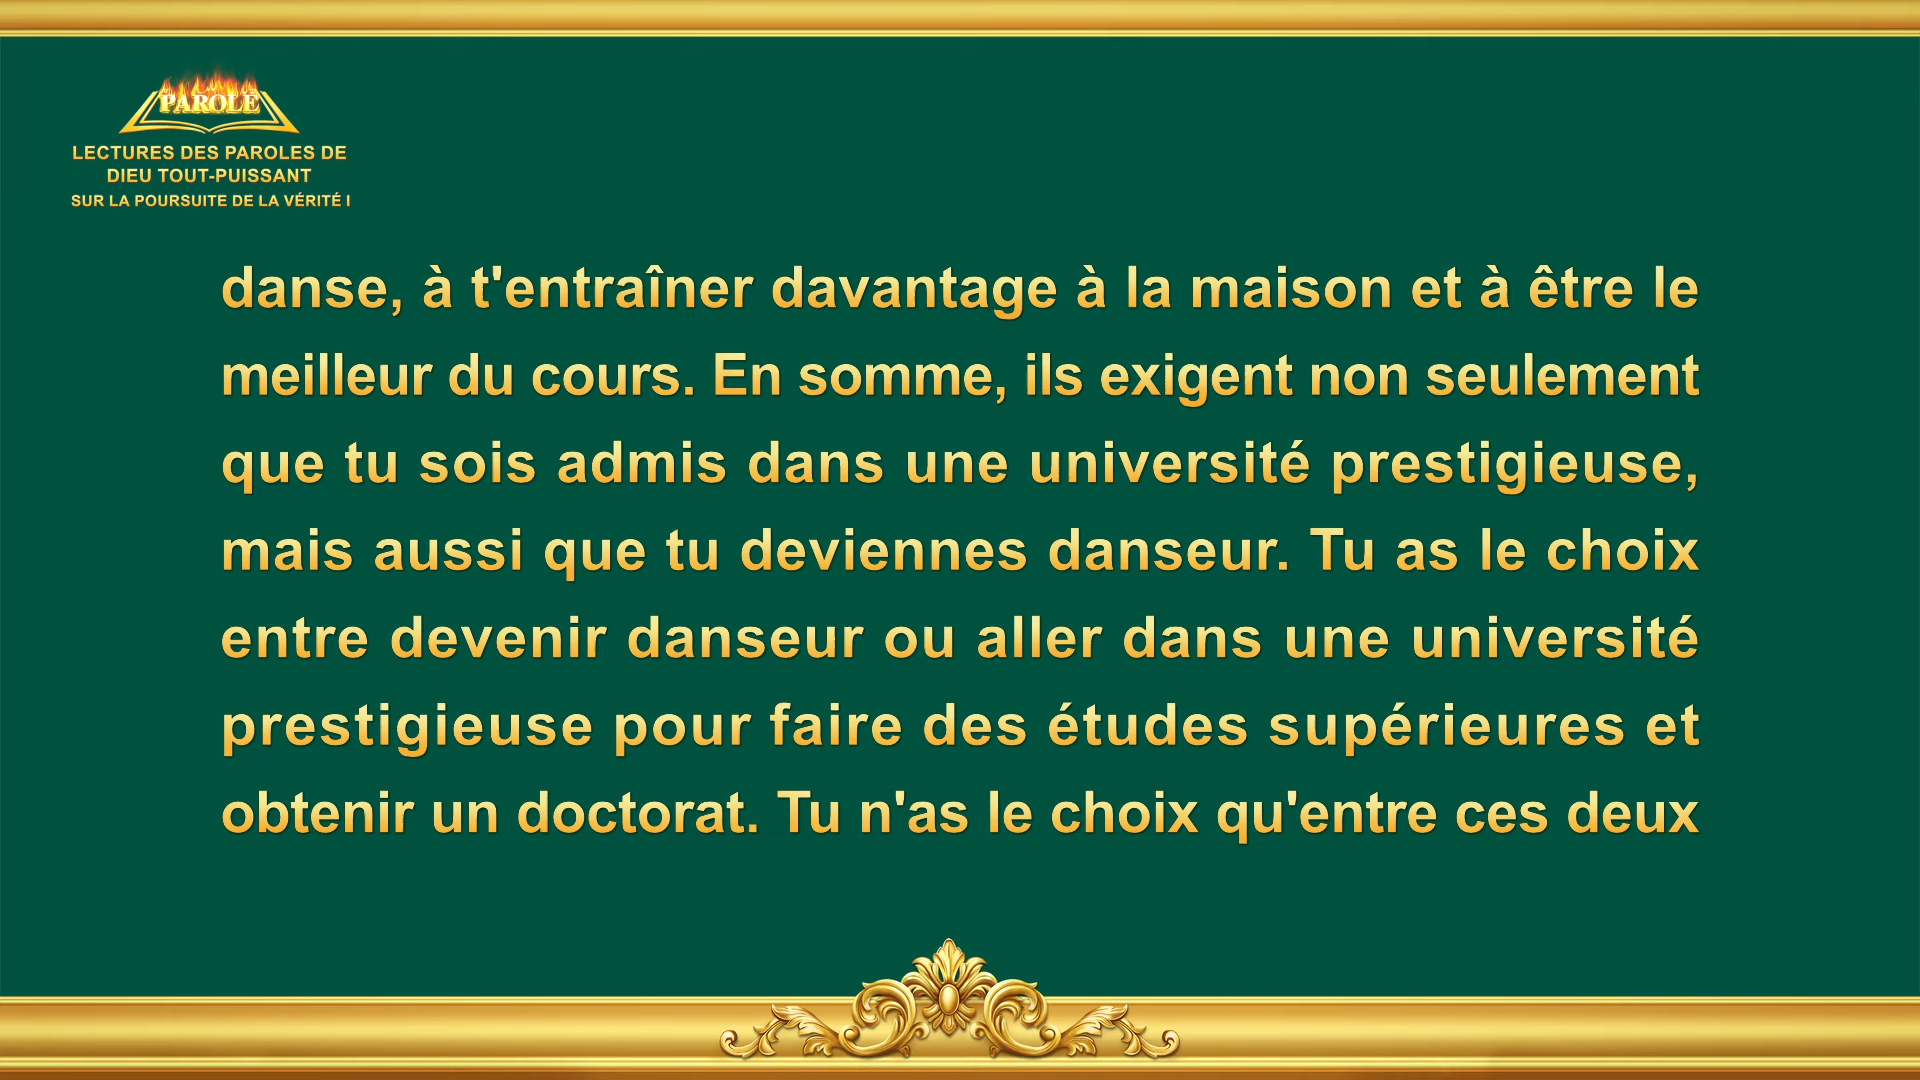 PAROLE
LECTURES DES PAROLES DE
DIEU TOUT-PUISSANT
SUR LA POURSUITE DE LA VÉRITÉ I
danse, à t'entraîner davantage à la maison et à être le
meilleur du cours. En somme, ils exigent non seulement
que tu sois admis dans une université prestigieuse,
mais aussi que tu deviennes danseur. Tu as le choix
entre devenir danseur ou aller dans une université
prestigieuse pour faire des études supérieures et
obtenir un doctorat. Tu n'as le choix qu'entre ces deux